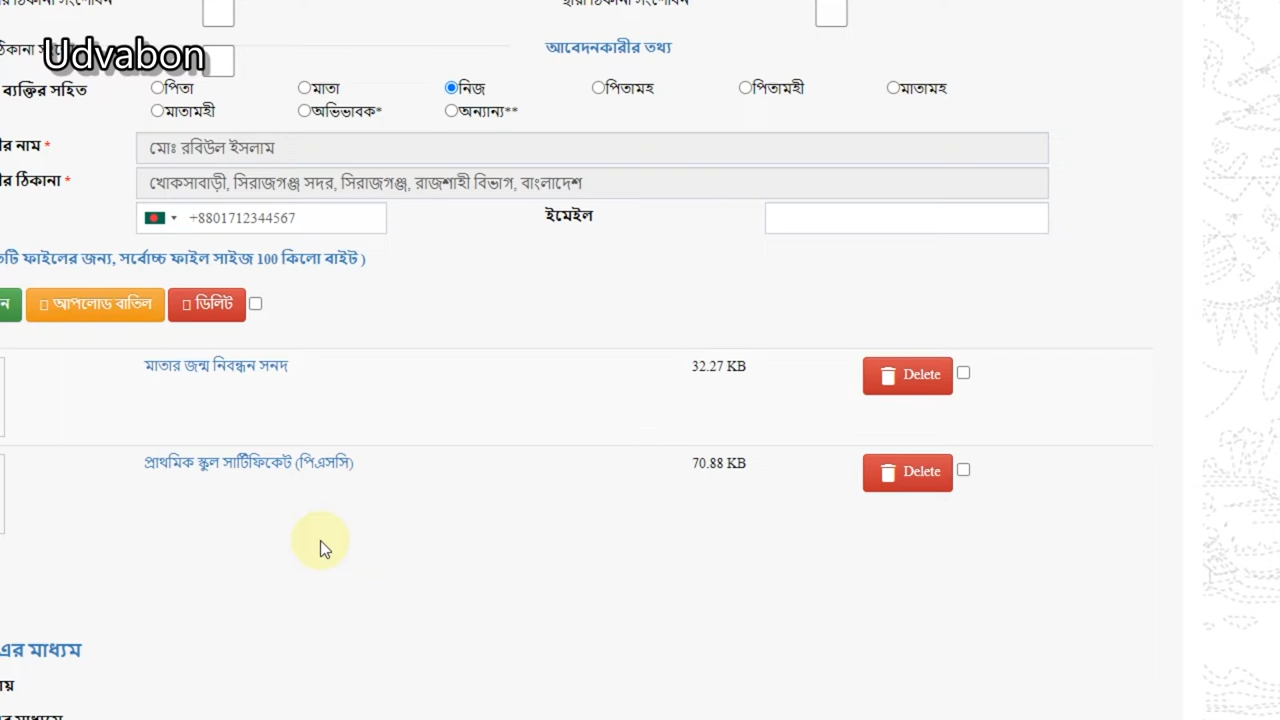 ঠিকানা সংশোধন
স্থায়ী ঠিকানা সংশোধন
Udvabon
আবেদনকারীর তথ্য
ব্যক্তির সহিত
পিতা
মাতা
নিজ
পিতামহ
পিতামহী
মাতামহ
মাতামহী
অভিভাবক*
অন্যান্য**
নাম *
মোঃ রবিউল ইসলাম
ঠিকানা *
খোকসাবাড়ী, সিরাজগঞ্জ সদর, সিরাজগঞ্জ, রাজশাহী বিভাগ, বাংলাদেশ
+8801712344567
ইমেইল
ফাইলের জন্য, সর্বোচ্চ ফাইল সাইজ 100 কিলো বাইট )
আপলোড বাতিল
ডিলিট
মাতার জন্ম নিবন্ধন সনদ
32.27 KB
Delete
প্রাথমিক স্কুল সার্টিফিকেট (পিএসসি)
70.88 KB
Delete
এর মাধ্যম